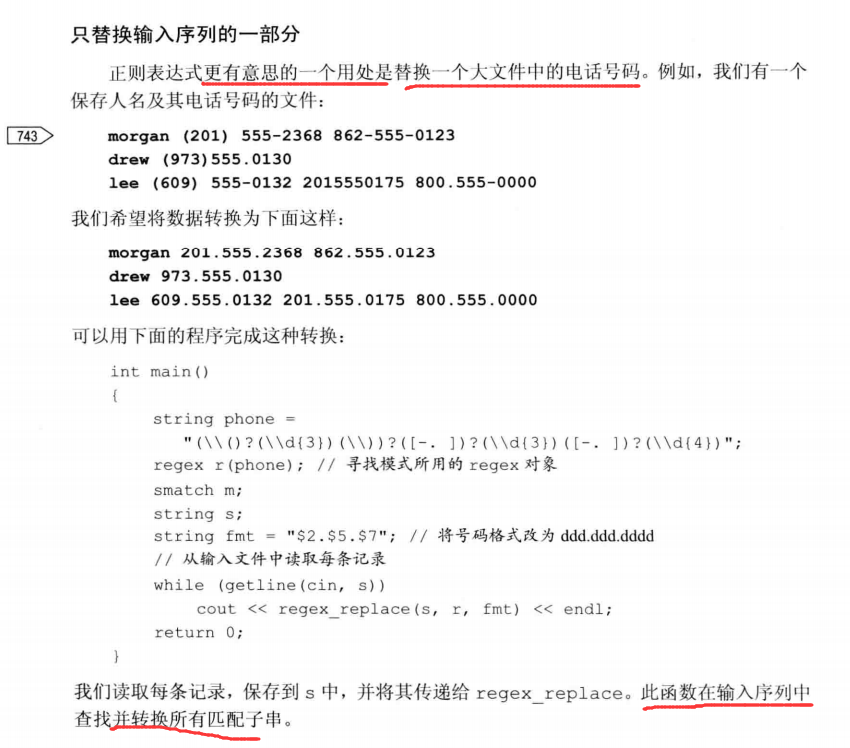 只替换输入序列的一部分
正则表达式更有意思的一个用处是替换一个大文件中的电话号码。例如，我们有一个
保存人名及其电话号码的文件：
743
morgan (201) 555-2368 862-555-0123
drew (973)555.0130
lee (609) 555-0132 2015550175 800.555-0000
我们希望将数据转换为下面这样：
morgan 201.555.2368 862.555.0123
drew 973.555.0130
lee 609.555.0132 201.555.0175 800.555.0000
可以用下面的程序完成这种转换：
int main()
{
string phone =
"(\\()?(\\d{3})(\\))?([-. ])?(\\d{3})([-. ])?(\\d{4})";
regex r(phone); // 寻找模式所用的 regex 对象
smatch m;
string s;
string fmt = "$2.$5.$7"; // 将号码格式改为 ddd.ddd.dddd
// 从输入文件中读取每条记录
while (getline(cin, s))
cout << regex_replace(s, r, fmt) << endl;
return 0;
}
我们读取每条记录，保存到 s 中，并将其传递给 regex_replace。此函数在输入序列中
查找并转换所有匹配子串。